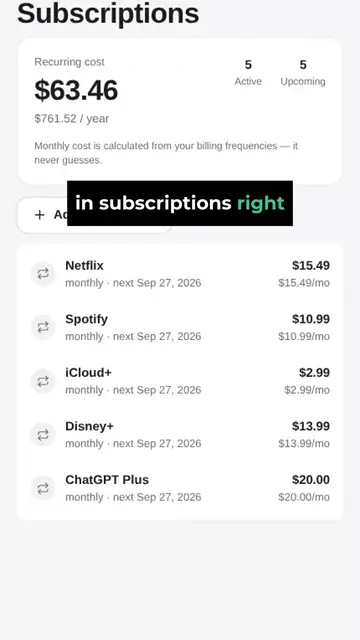 Subscriptions
Recurring cost
$63.46
$761.52 / year
5
Active
5
Upcoming
Monthly cost is calculated from your billing frequencies — it
never guesses.
in subscriptions right
Netflix
$15.49
monthly · next Sep 27, 2026
$15.49/mo
Spotify
$10.99
monthly · next Sep 27, 2026
$10.99/mo
iCloud+
$2.99
monthly · next Sep 27, 2026
$2.99/mo
Disney+
$13.99
monthly · next Sep 27, 2026
$13.99/mo
ChatGPT Plus
$20.00
monthly · next Sep 27, 2026
$20.00/mo